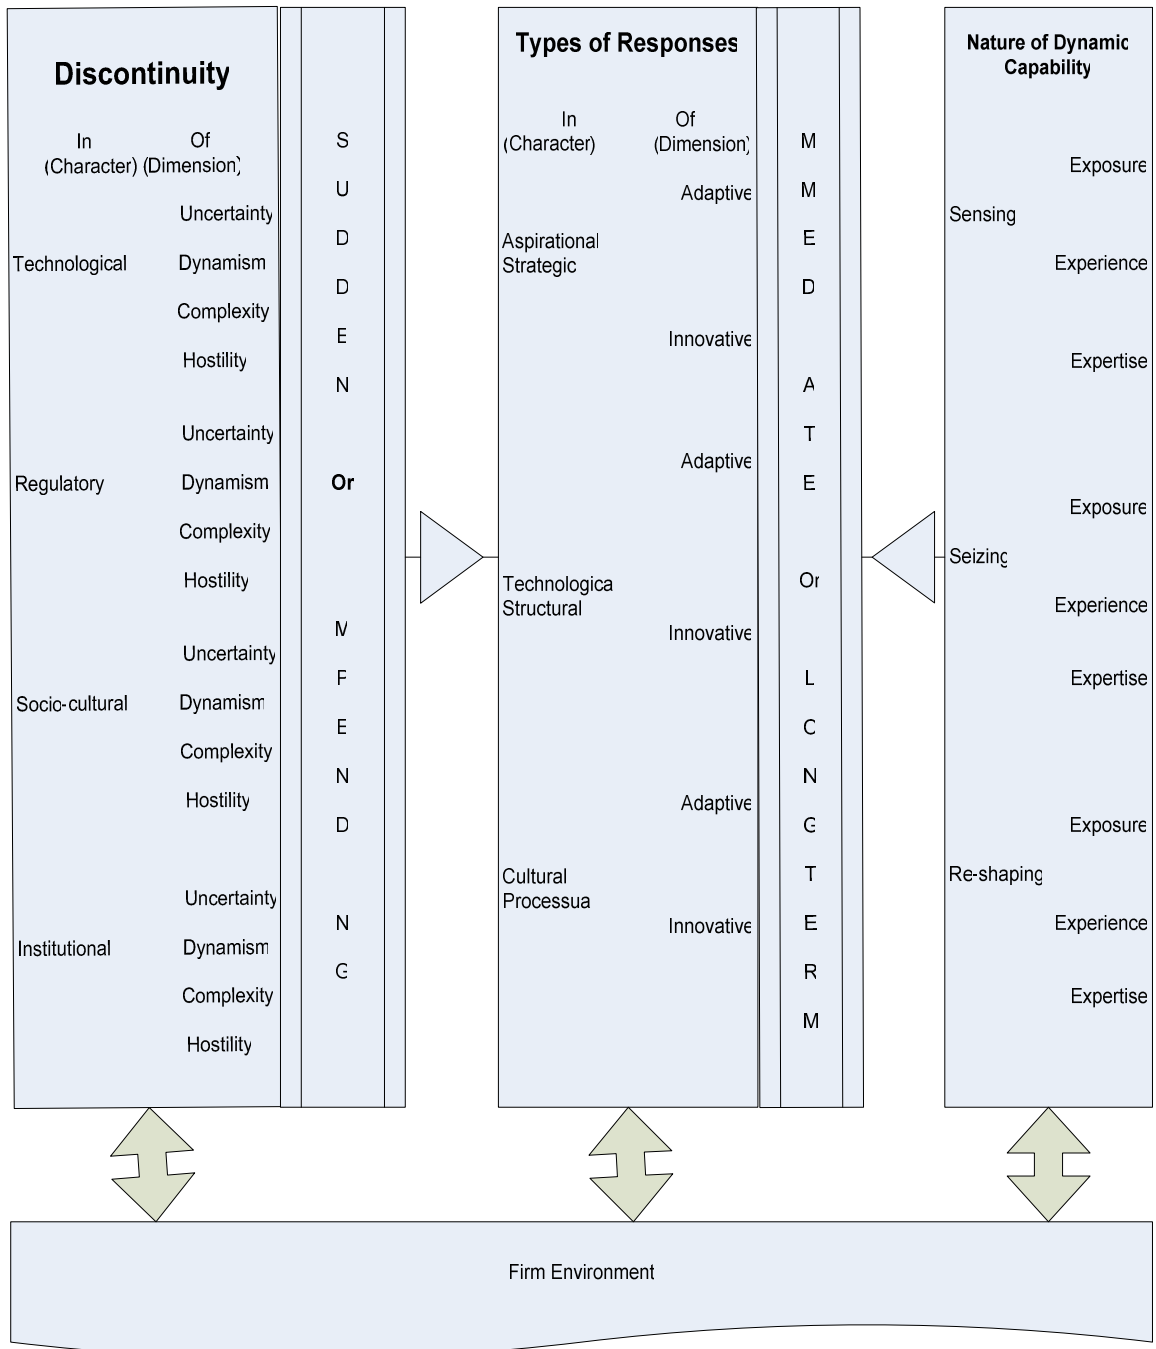 Discontinuity
In Of
(Character) (Dimension)
Uncertainty
Technological Dynamism
Complexity
Hostility
Uncertainty
Regulatory Dynamism
Complexity
Hostility
Uncertainty
Socio-cultural Dynamism
Complexity
Hostility
Uncertainty
Institutional Dynamism
Complexity
Hostility
S
U
D
D
E
N
Or
M
P
E
N
D
N
G
Types of Responses
In Of
(Character) (Dimension)
Adaptive
Aspirational
Strategic
Innovative
Adaptive
Technologica
Structural
Innovative
Adaptive
Cultural
Processua
Innovative
M
M
E
D
A
T
E
Or
L
O
N
G
T
E
R
M
Nature of Dynamic
Capability
Exposure
Sensing
Experience
Expertise
Exposure
Seizing
Experience
Expertise
Exposure
Re-shaping
Experience
Expertise
Firm Environment